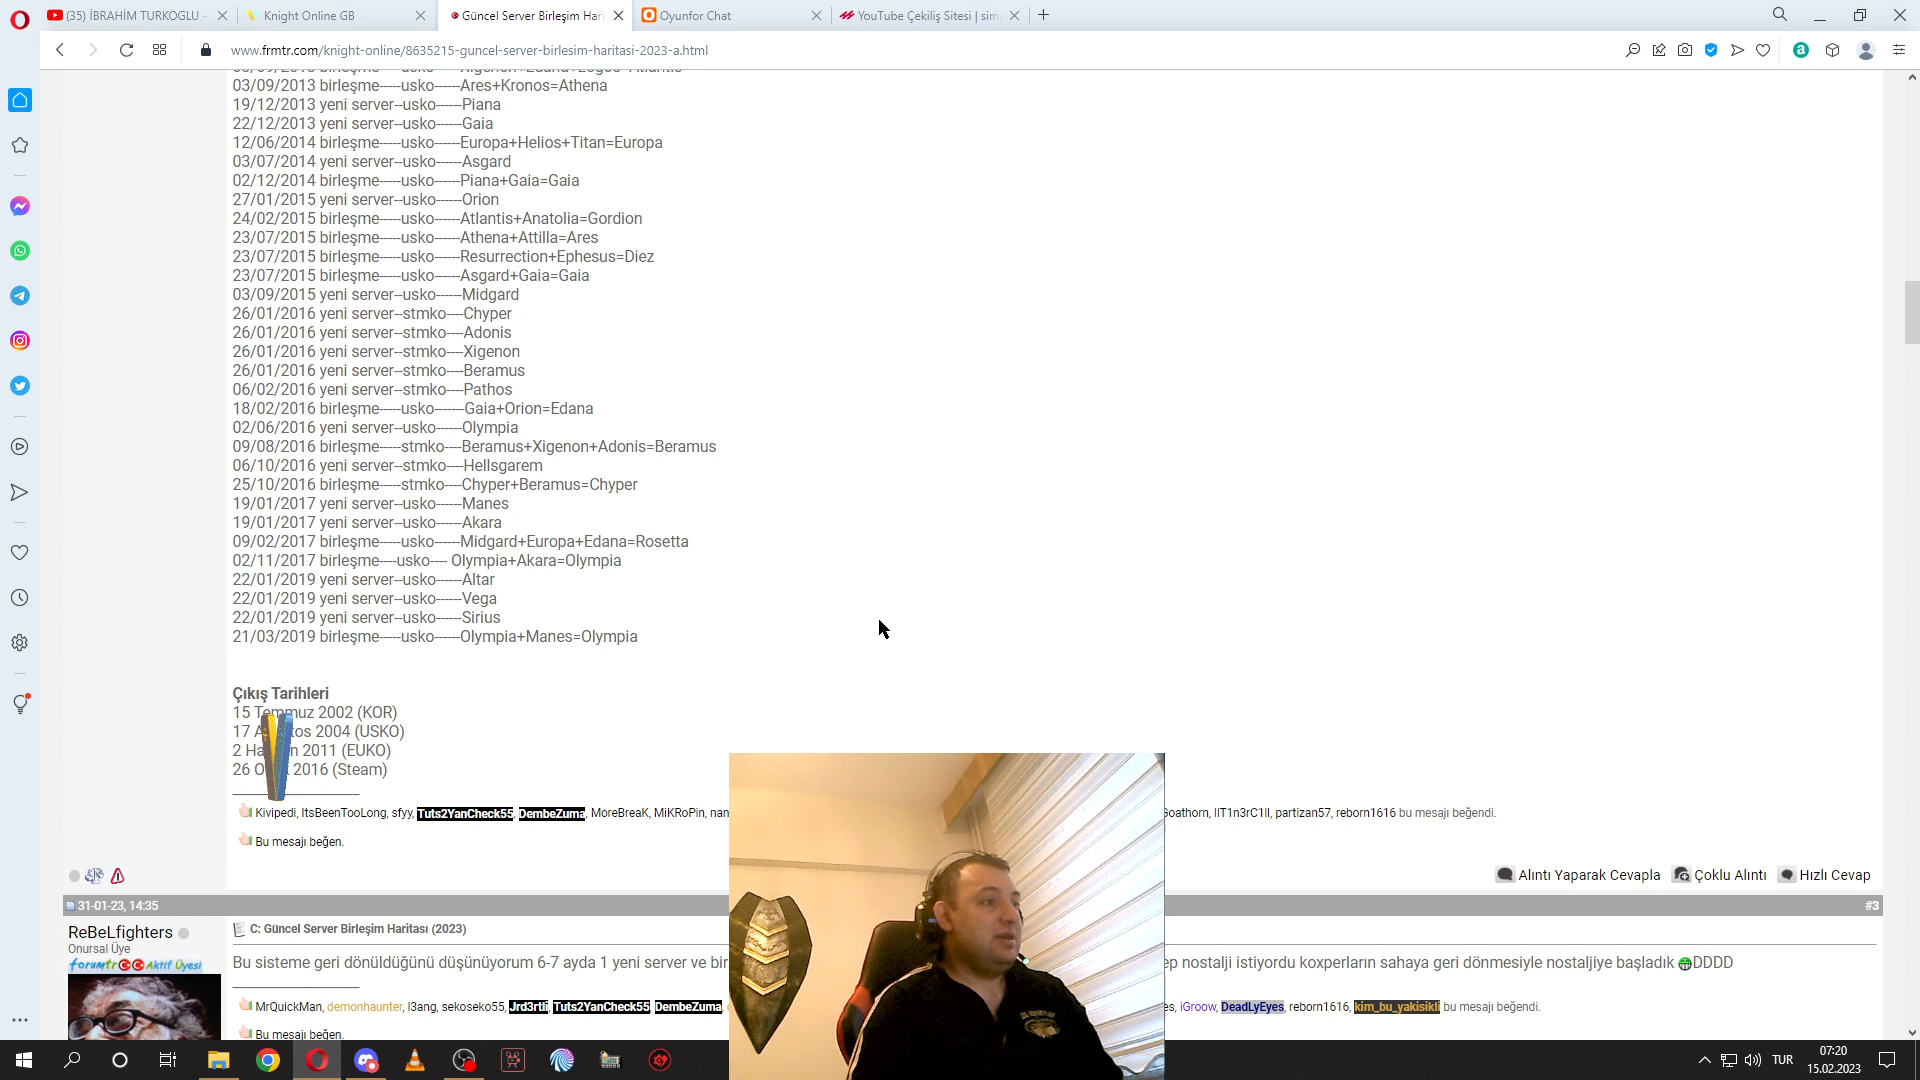 (35) İBRAHİM TURKOGLU -
Knight Online GB
Güncel Server Birleşim Hari
Oyunfor Chat
YouTube Çekiliş Sitesi | sim
www.frmtr.com/knight-online/8635215-guncel-server-birlesim-haritasi-2023-a.html
03/09/2013 birleşme-----usko------Ares+Kronos=Athena
19/12/2013 yeni server--usko------Piana
22/12/2013 yeni server--usko------Gaia
12/06/2014 birleşme-----usko------Europa+Helios+Titan=Europa
03/07/2014 yeni server--usko------Asgard
02/12/2014 birleşme-----usko------Piana+Gaia=Gaia
27/01/2015 yeni server--usko------Orion
24/02/2015 birleşme-----usko------Atlantis+Anatolia=Gordion
23/07/2015 birleşme-----usko------Athena+Attilla=Ares
23/07/2015 birleşme-----usko------Resurrection+Ephesus=Diez
23/07/2015 birleşme-----usko------Asgard+Gaia=Gaia
03/09/2015 yeni server--usko------Midgard
26/01/2016 yeni server--stmko----Chyper
26/01/2016 yeni server--stmko----Adonis
26/01/2016 yeni server--stmko----Xigenon
26/01/2016 yeni server--stmko----Beramus
06/02/2016 yeni server--stmko----Pathos
18/02/2016 birleşme-----usko-------Gaia+Orion=Edana
02/06/2016 yeni server--usko------Olympia
09/08/2016 birleşme-----stmko----Beramus+Xigenon+Adonis=Beramus
06/10/2016 yeni server--stmko----Hellsgarem
25/10/2016 birleşme-----stmko----Chyper+Beramus=Chyper
19/01/2017 yeni server--usko------Manes
19/01/2017 yeni server--usko------Akara
09/02/2017 birleşme-----usko------Midgard+Europa+Edana=Rosetta
02/11/2017 birleşme----usko---- Olympia+Akara=Olympia
22/01/2019 yeni server--usko------Altar
22/01/2019 yeni server--usko------Vega
22/01/2019 yeni server--usko------Sirius
21/03/2019 birleşme-----usko------Olympia+Manes=Olympia
Çıkış Tarihleri
15 Temmuz 2002 (KOR)
17 2004 (USKO)
2 2011 (EUKO)
26 2016 (Steam)
Kivipedi, ItsBeenTooLong, sfyy, Tuts2YanCheck55, DembeZuma, MoreBreaK, MiKRoPin, nan oathorn, IIT1n3rC1II, partizan57, reborn1616 bu mesajı beğendi.
Bu mesajı beğen.
Alıntı Yaparak Cevapla Çoklu Alıntı Hızlı Cevap
31-01-23, 14:35 #3
ReBeLfighters
Onursal Üye
forumtr Aktif Üyesi
C: Güncel Server Birleşim Haritası (2023)
Bu sisteme geri dönüldüğünü düşünüyorum 6-7 ayda 1 yeni server ve bir ep nostalji istiyordu koxperların sahaya geri dönmesiyle nostaljiye başladık DDDD
MrQuickMan, demonhaunter, l3ang, sekoseko55, Jrd3rtli, Tuts2YanCheck55, DembeZuma, es, iGroow, DeadLyEyes, reborn1616, kim_bu_yakisikli bu mesajı beğendi.
Bu mesajı beğen.
TUR
07:20
15.02.2023